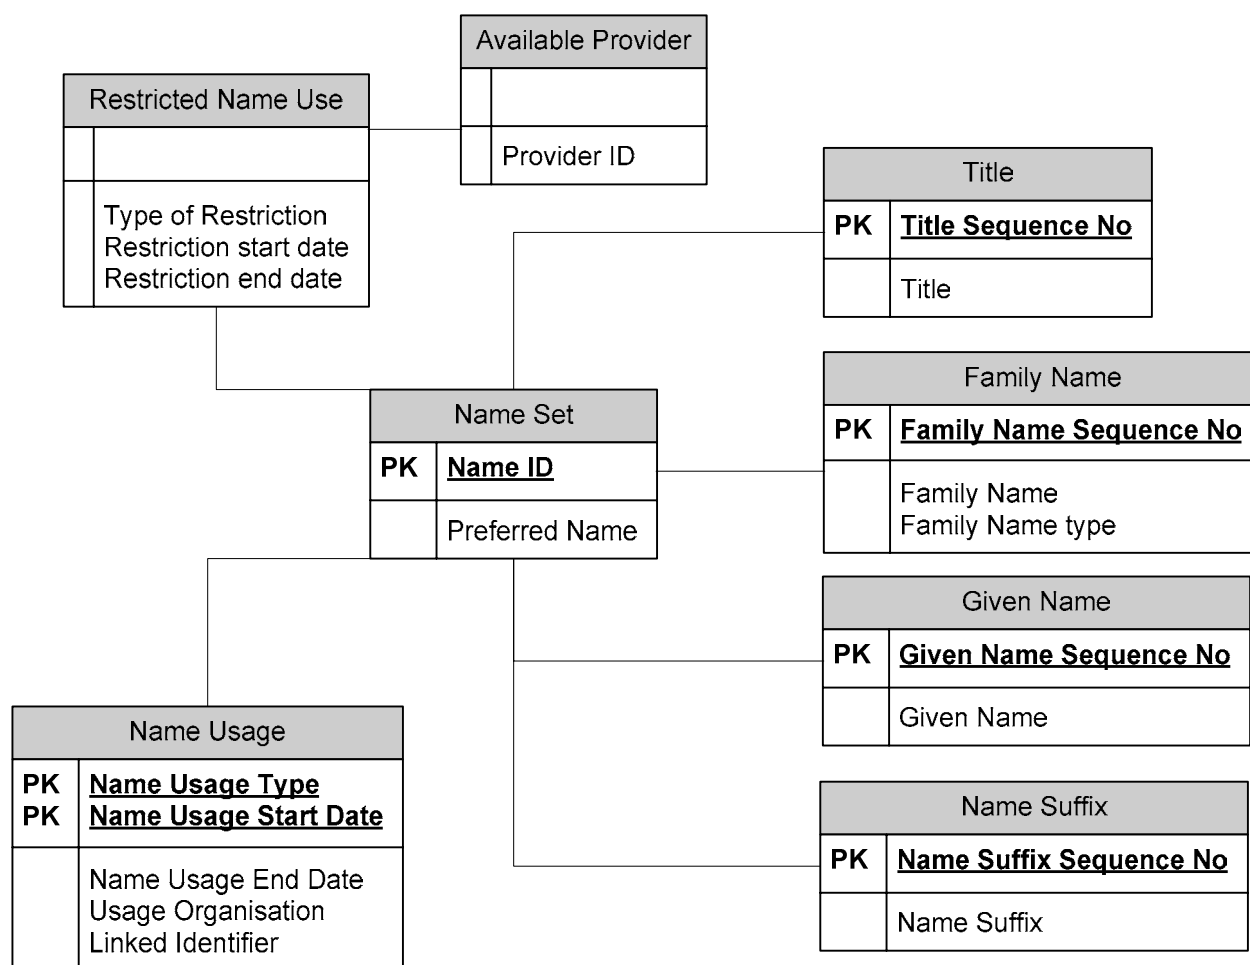 Available Provider
Provider ID
Restricted Name Use
Type of Restriction
Restriction start date
Restriction end date
Title
PK Title Sequence No
Title
Family Name
PK Family Name Sequence No
Family Name
Family Name type
Name Set
PK Name ID
Preferred Name
Given Name
PK Given Name Sequence No
Given Name
Name Usage
PK Name Usage Type
PK Name Usage Start Date
Name Usage End Date
Usage Organisation
Linked Identifier
Name Suffix
PK Name Suffix Sequence No
Name Suffix